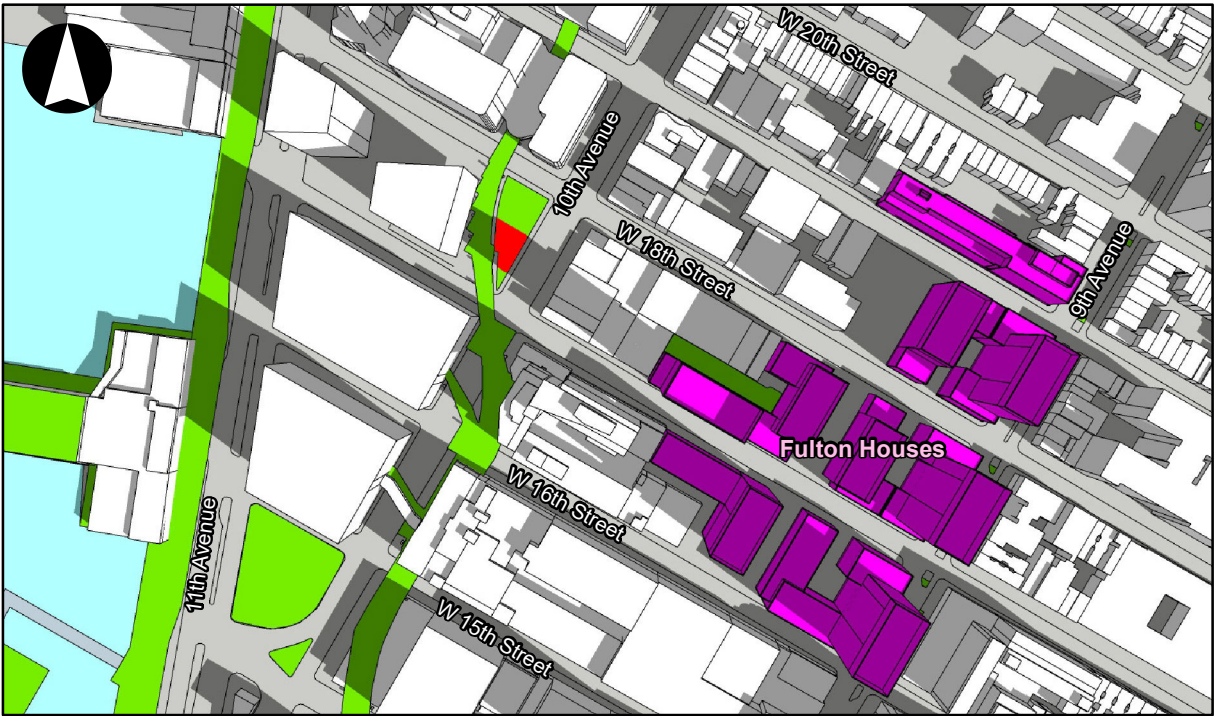 W 20th Street
10th Avenue
W 18th Street
9th Avenue
Fulton Houses
W 16th Street
11th Avenue
W 15th Street